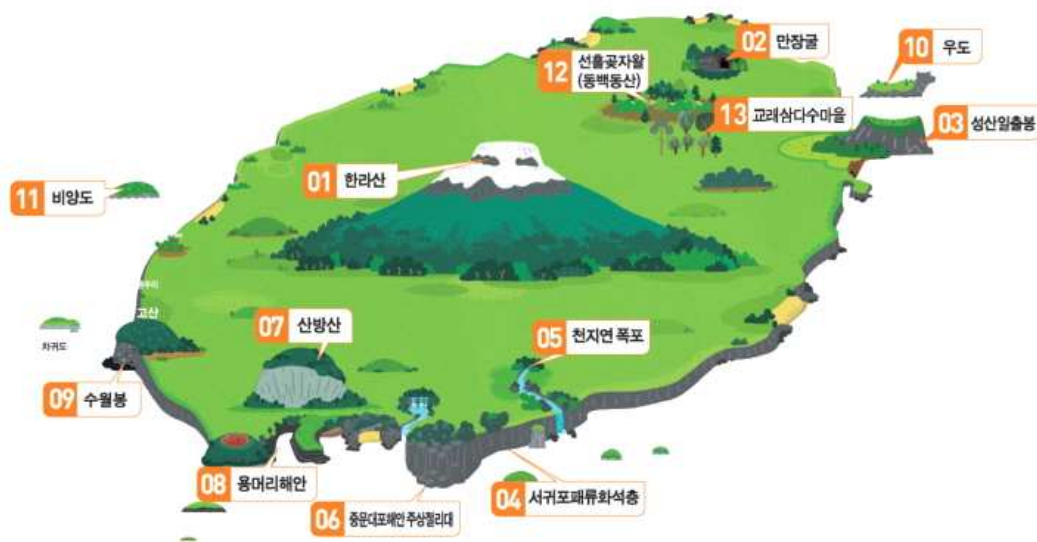 02 만장굴
10 우도
12 선흘곶자왈
(동백동산)
13 교래삼다수마을
03 성산일출봉
01 한라산
11 비양도
고산
07 산방산
05 천지연 폭포
차귀도
09 수월봉
08 용머리해안
04 서귀포패류화석층
06 중문대포해안 주상절리대